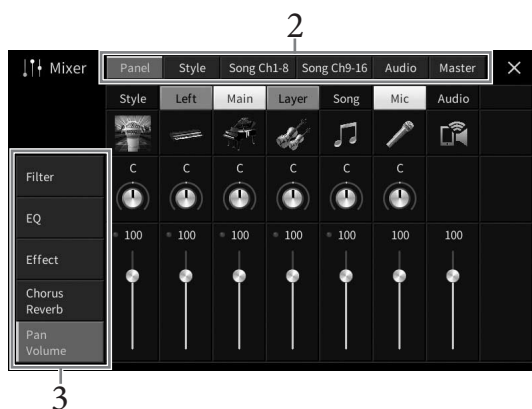 2
Mixer
Panel Style Song Ch1-8 Song Ch9-16 Audio Master
Style Left Main Layer Song Mic Audio
Filter
EQ
Effect
Chorus
Reverb
Pan
Volume
C C C C C C
100 100 100 100 100 100 100
3